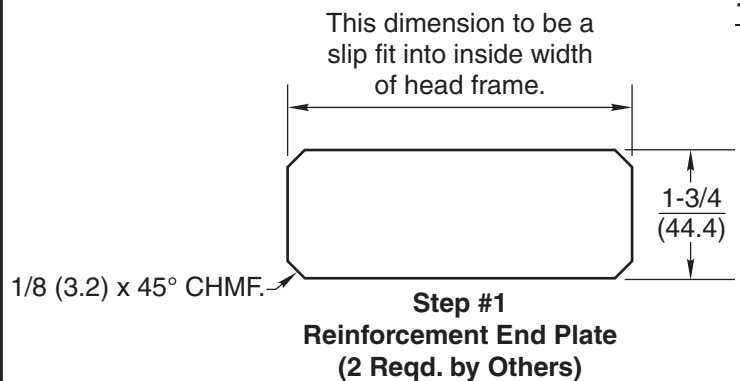 This dimension to be a
slip fit into inside width
of head frame.
1-3/4
(44.4)
1/8 (3.2) x 45° CHMF.
Step #1
Reinforcement End Plate
(2 Reqd. by Others)